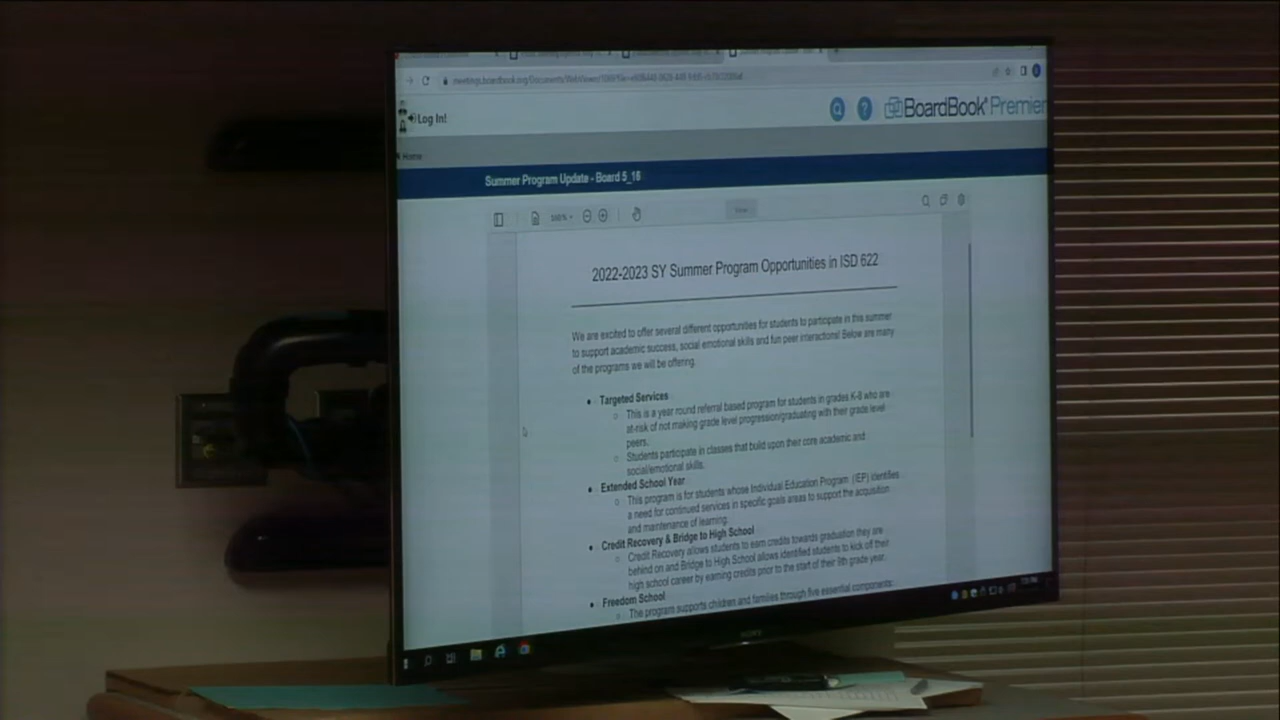 Log In!
BoardBook Premier
Home
Summer Program Update - Board 5_16
2022-2023 SY Summer Program Opportunities in ISD 622
We are excited to offer several different opportunities for students to participate in this summer
to support academic success, social emotional skills and fun peer interactions! Below are many
of the programs we will be offering.
Targeted Services
This is a year round referral based program for students in grades K-8 who are
at-risk of not making grade level progression/graduating with their grade level
peers.
Students participate in classes that build upon their core academic and
social/emotional skills.
Extended School Year
This program is for students whose Individual Education Program (IEP) identifies
a need for continued services in specific goals areas to support the acquisition
and maintenance of learning.
Credit Recovery & Bridge to High School
Credit Recovery allows students to earn credits towards graduation they are
behind on and Bridge to High School allows identified students to kick off their
high school career by earning credits prior to the start of their 9th grade year.
Freedom School
The program supports children and families through five essential components:
SONY